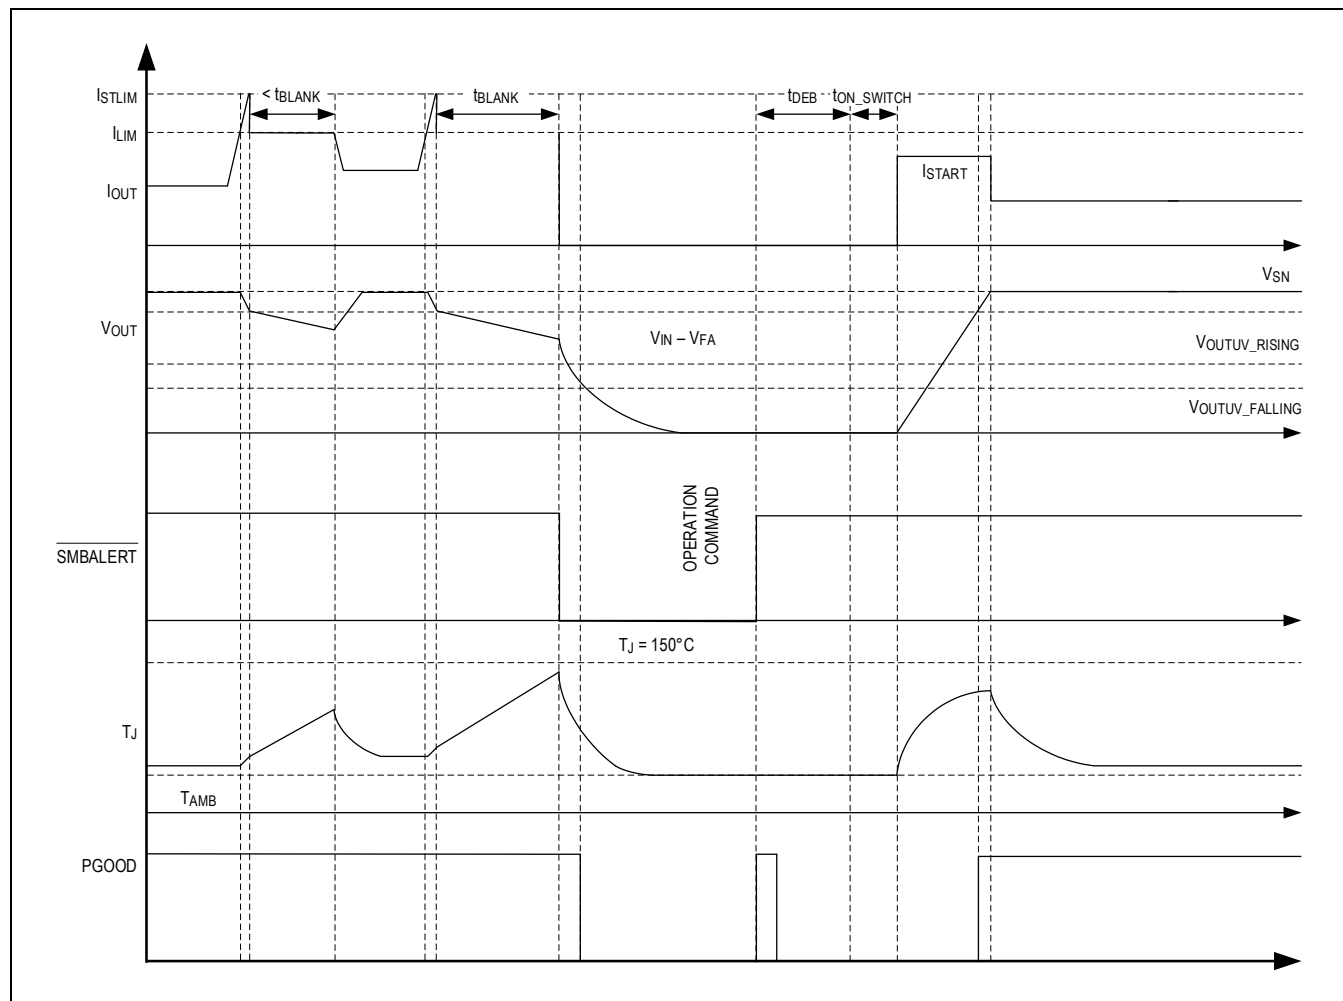 ISTLIM
< tBLANK
tBLANK
tDEB
tON_SWITCH
ILIM
ISTART
IOUT
VSN
VOUT
VIN – VFA
VOUTUV_RISING
VOUTUV_FALLING
OPERATION
COMMAND
SMBALERT
TJ = 150°C
TJ
TAMB
PGOOD